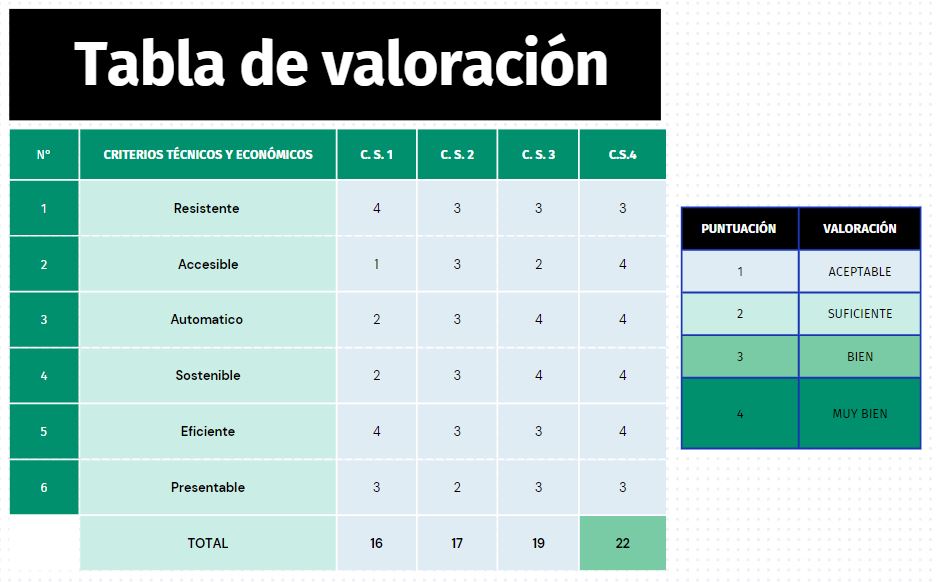 Tabla de valoración
N° CRITERIOS TÉCNICOS Y ECONÓMICOS C. S. 1 C. S. 2 C. S. 3 C.S.4
1 Resistente 4 3 3 3
2 Accesible 1 3 2 4
3 Automatico 2 3 4 4
4 Sostenible 2 3 4 4
5 Eficiente 4 3 3 4
6 Presentable 3 2 3 3
TOTAL 16 17 19 22
PUNTUACIÓN VALORACIÓN
1 ACEPTABLE
2 SUFICIENTE
3 BIEN
4 MUY BIEN